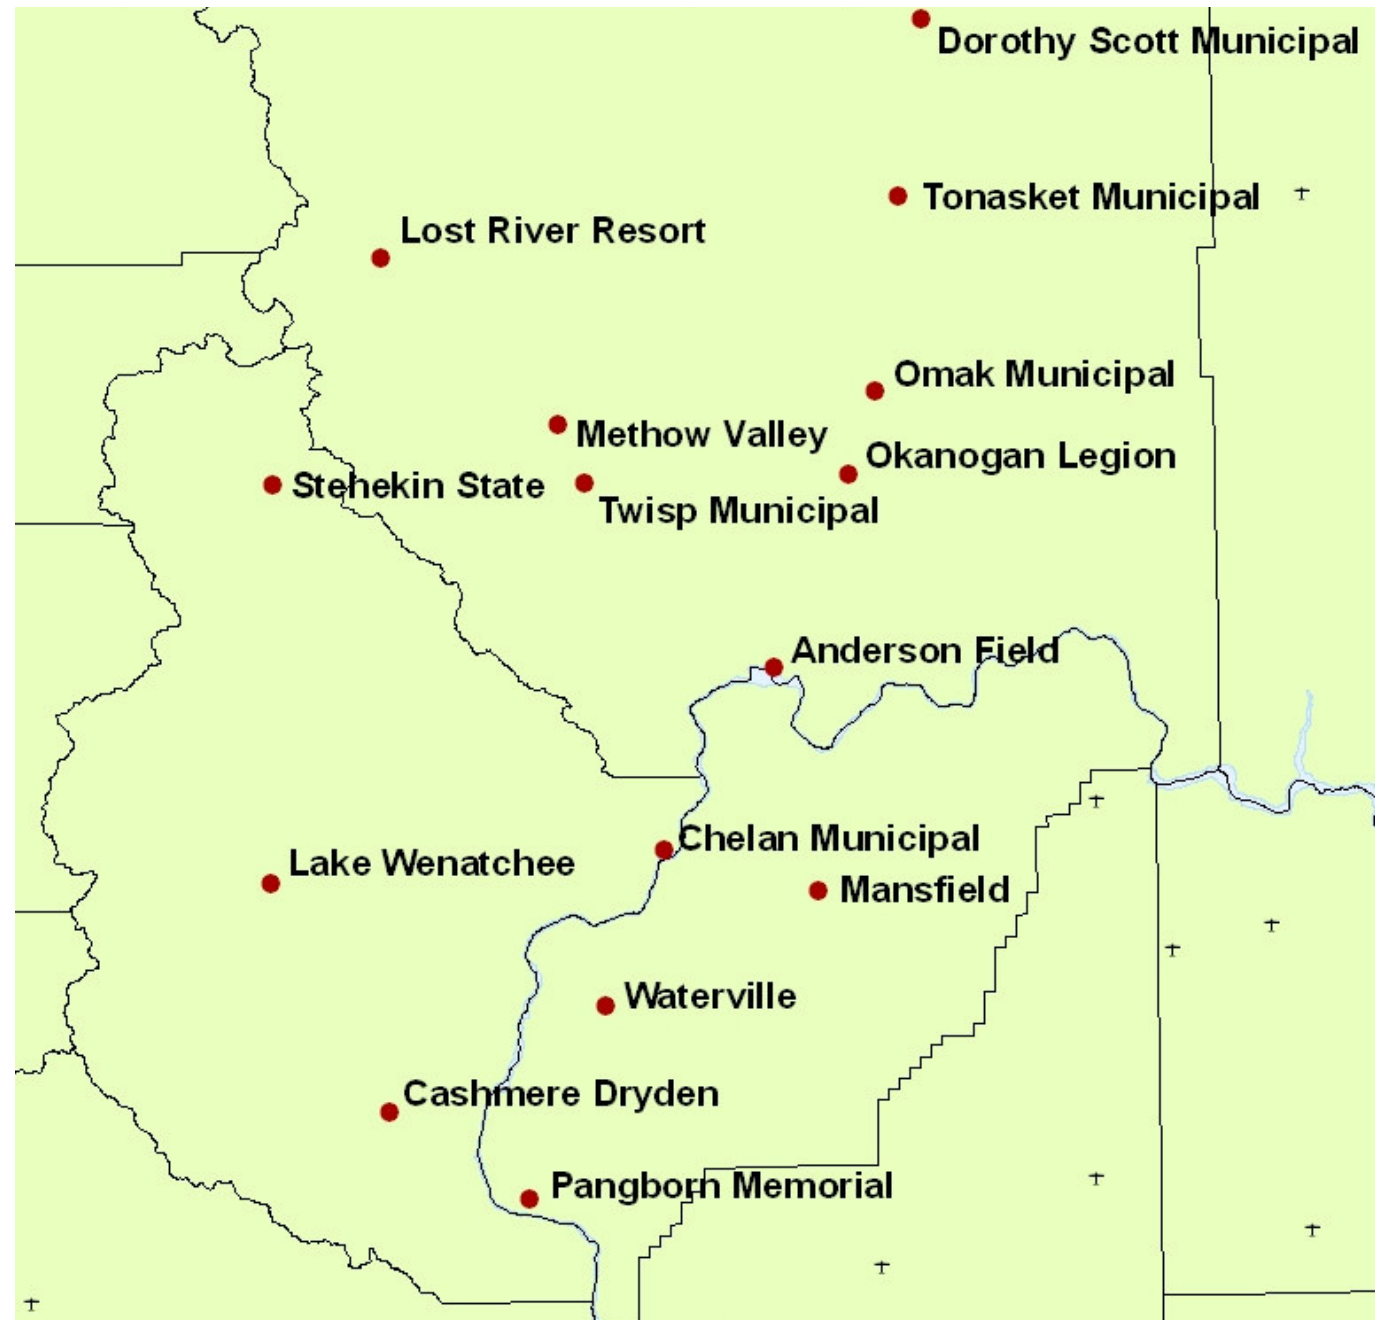 Dorothy Scott Municipal
Tonasket Municipal
Lost River Resort
Omak Municipal
Methow Valley
Okanogan Legion
Stehekin State
Twisp Municipal
Anderson Field
Chelan Municipal
Lake Wenatchee
Mansfield
Waterville
Cashmere Dryden
Pangborn Memorial